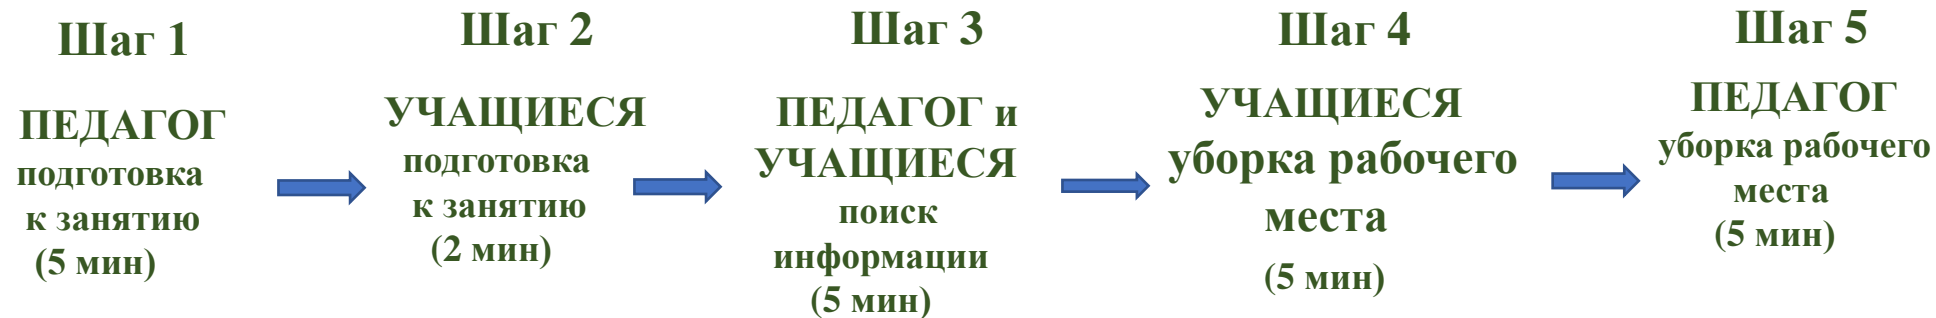 Шаг 1
ПЕДАГОГ
подготовка
к занятию
(5 мин)
Шаг 2
УЧАЩИЕСЯ
подготовка
к занятию
(2 мин)
Шаг 3
ПЕДАГОГ и
УЧАЩИЕСЯ
поиск
информации
(5 мин)
Шаг 4
УЧАЩИЕСЯ
уборка рабочего
места
(5 мин)
Шаг 5
ПЕДАГОГ
уборка рабочего
места
(5 мин)